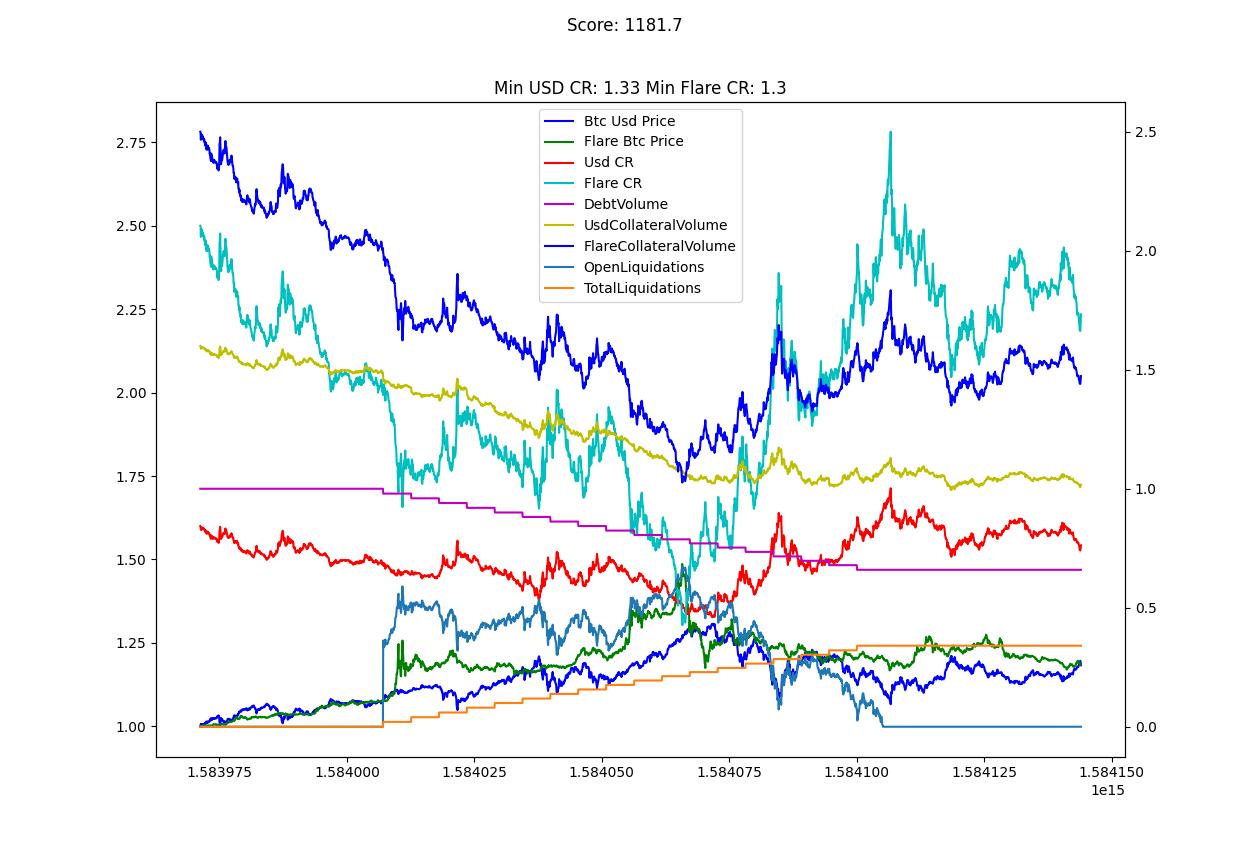 Score: 1181.7
Min USD CR: 1.33 Min Flare CR: 1.3
Btc Usd Price
Flare Btc Price
Usd CR
Flare CR
DebtVolume
UsdCollateralVolume
FlareCollateralVolume
OpenLiquidations
TotalLiquidations
2.75
2.50
2.25
2.00
1.75
1.50
1.25
1.00
2.5
2.0
1.5
1.0
0.5
0.0
1.583975 1.584000 1.584025 1.584050 1.584075 1.584100 1.584125 1.584150
1e15